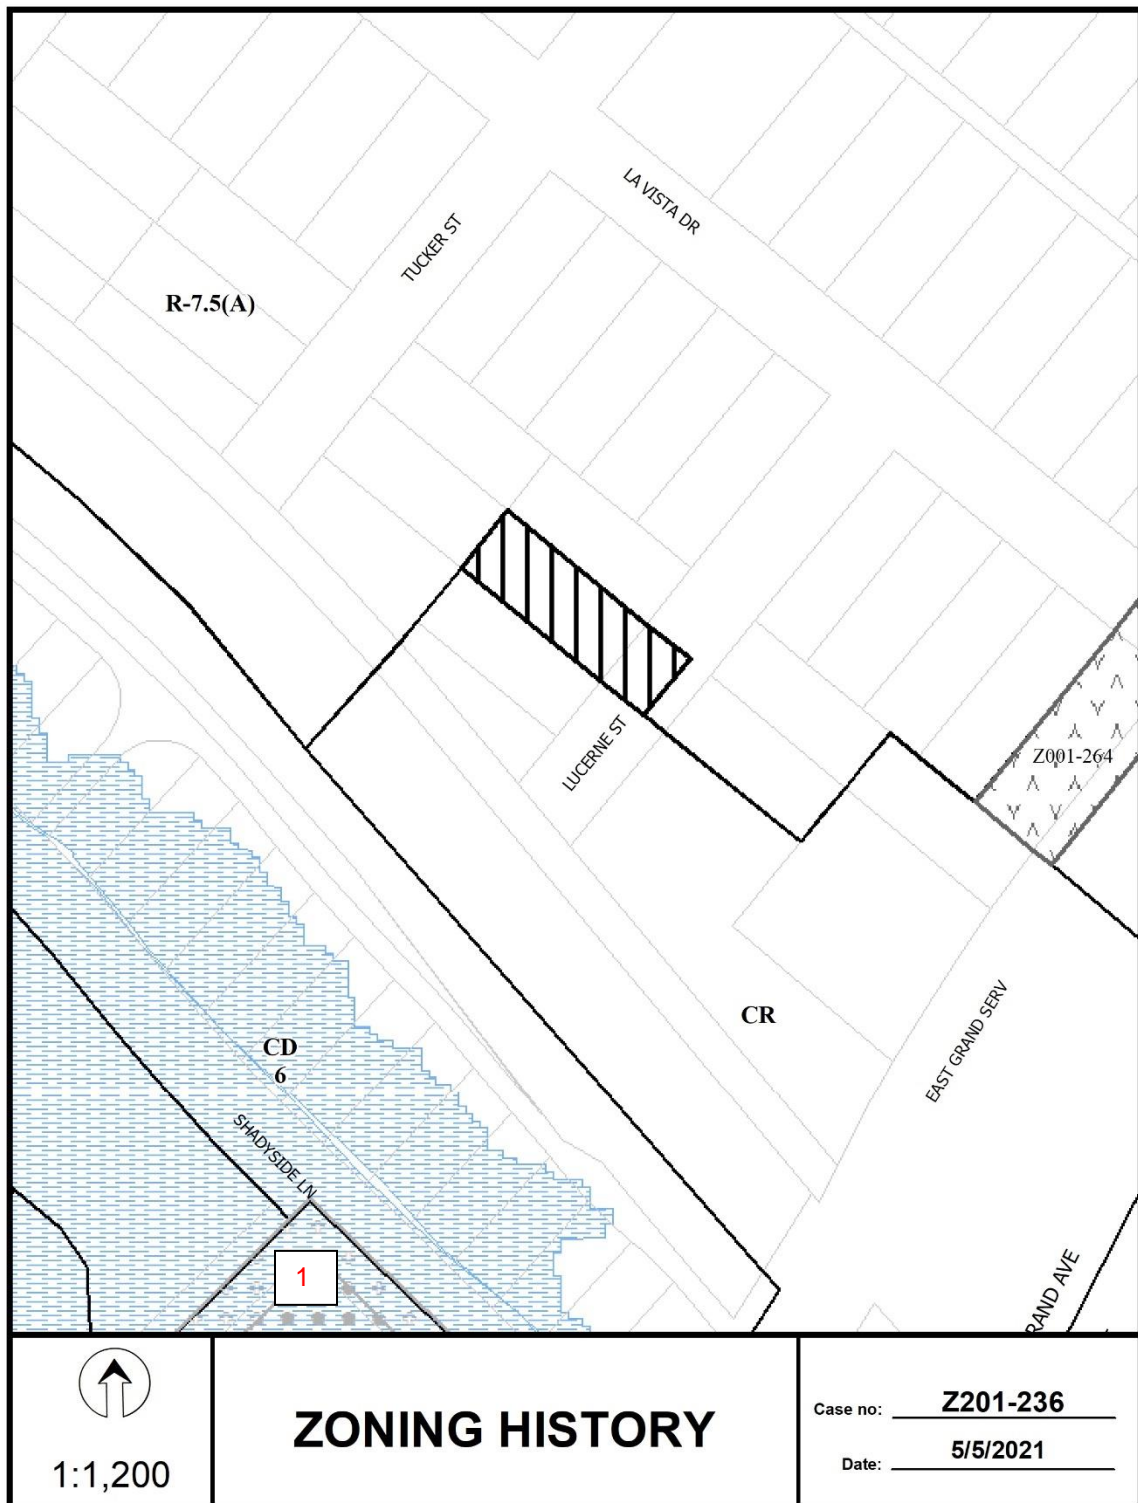 LA VISTA DR
TUCKER ST
R-7.5(A)
LUCERNE ST
Z001-264
CR
EAST GRAND SERV
CD
6
SHADYSIDE LN
1
RAND AVE
1:1,200
ZONING HISTORY
Case no: Z201-236
Date: 5/5/2021